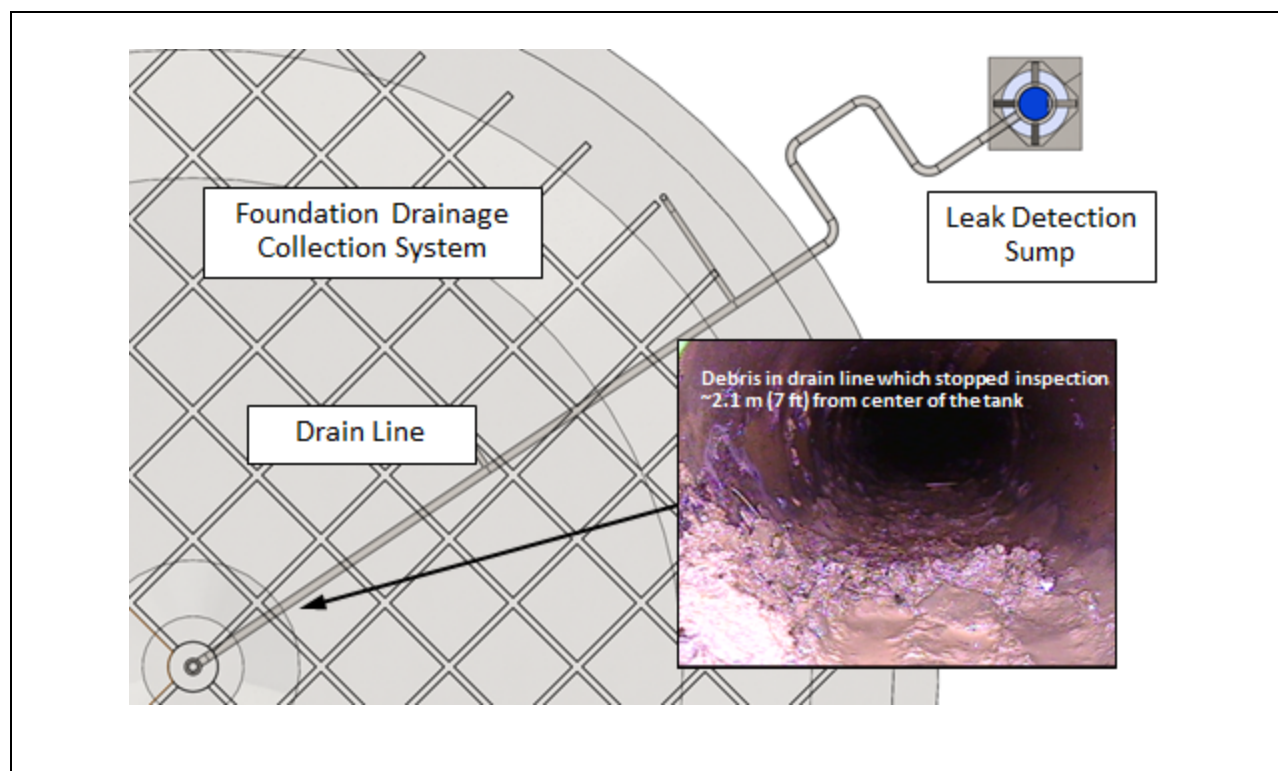 Foundation Drainage
Collection System
Leak Detection
Sump
Debris in drain line which stopped inspection
~2.1 m (7 ft) from center of the tank
Drain Line